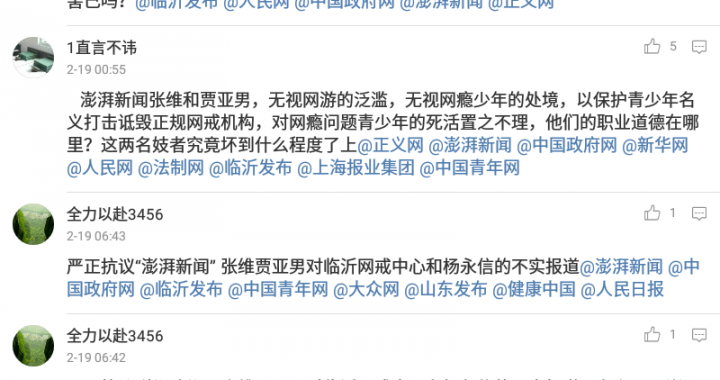 害己吗？@临沂发布 @人民网 @中国政府网 @澎湃新闻 @正义网
1直言不讳
5
2-19 00:55
澎湃新闻张维和贾亚男，无视网游的泛滥，无视网瘾少年的处境，以保护青少年名
义打击诋毁正规网戒机构，对网瘾问题青少年的死活置之不理，他们的职业道德在哪
里？这两名妓者究竟坏到什么程度了上@正义网 @澎湃新闻 @中国政府网 @新华网
@人民网 @法制网 @临沂发布 @上海报业集团 @中国青年网
全力以赴3456
1
2-19 06:43
严正抗议“澎湃新闻” 张维贾亚男对临沂网戒中心和杨永信的不实报道@澎湃新闻 @中
国政府网 @临沂发布 @中国青年网 @大众网 @山东发布 @健康中国 @人民日报
全力以赴3456
1
2-19 06:42